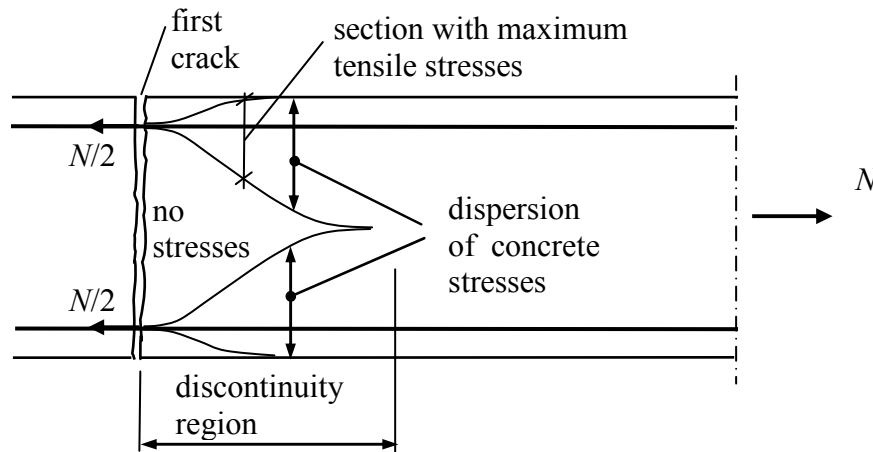 first
crack
section with maximum
tensile stresses
N/2
N
no
stresses
dispersion
of concrete
stresses
N/2
discontinuity
region